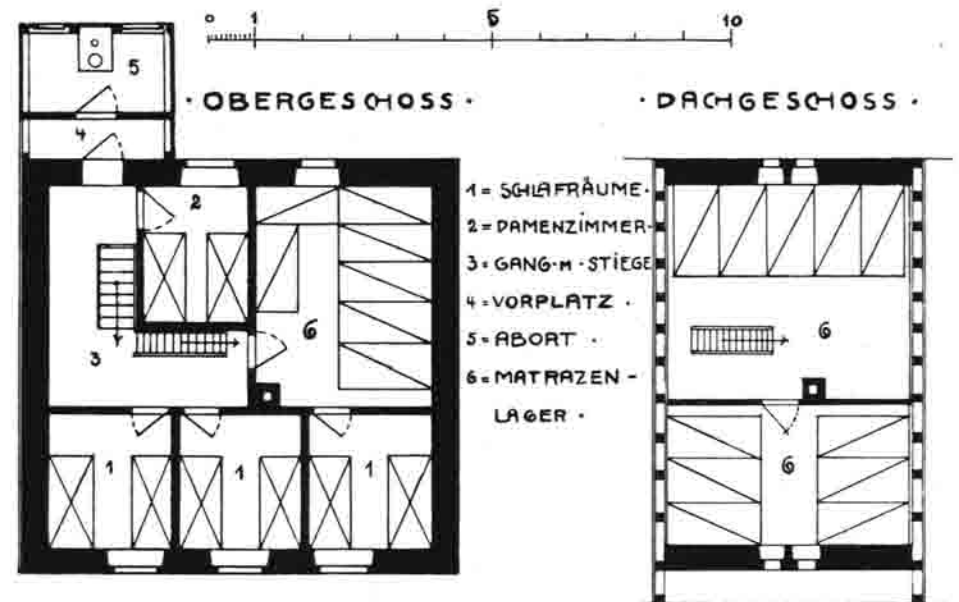 0 1 5 10
· OBERGESCHOSS ·
· DACHGESCHOSS ·
1 = SCHLAFRÄUME ·
2 = DAMENZIMMER -
3 = GANG · M · STIEGE
4 = VORPLATZ ·
5 = ABORT ·
6 = MATRAZEN -
LAGER ·
5
4
2
6
3
1 1 1
6
6